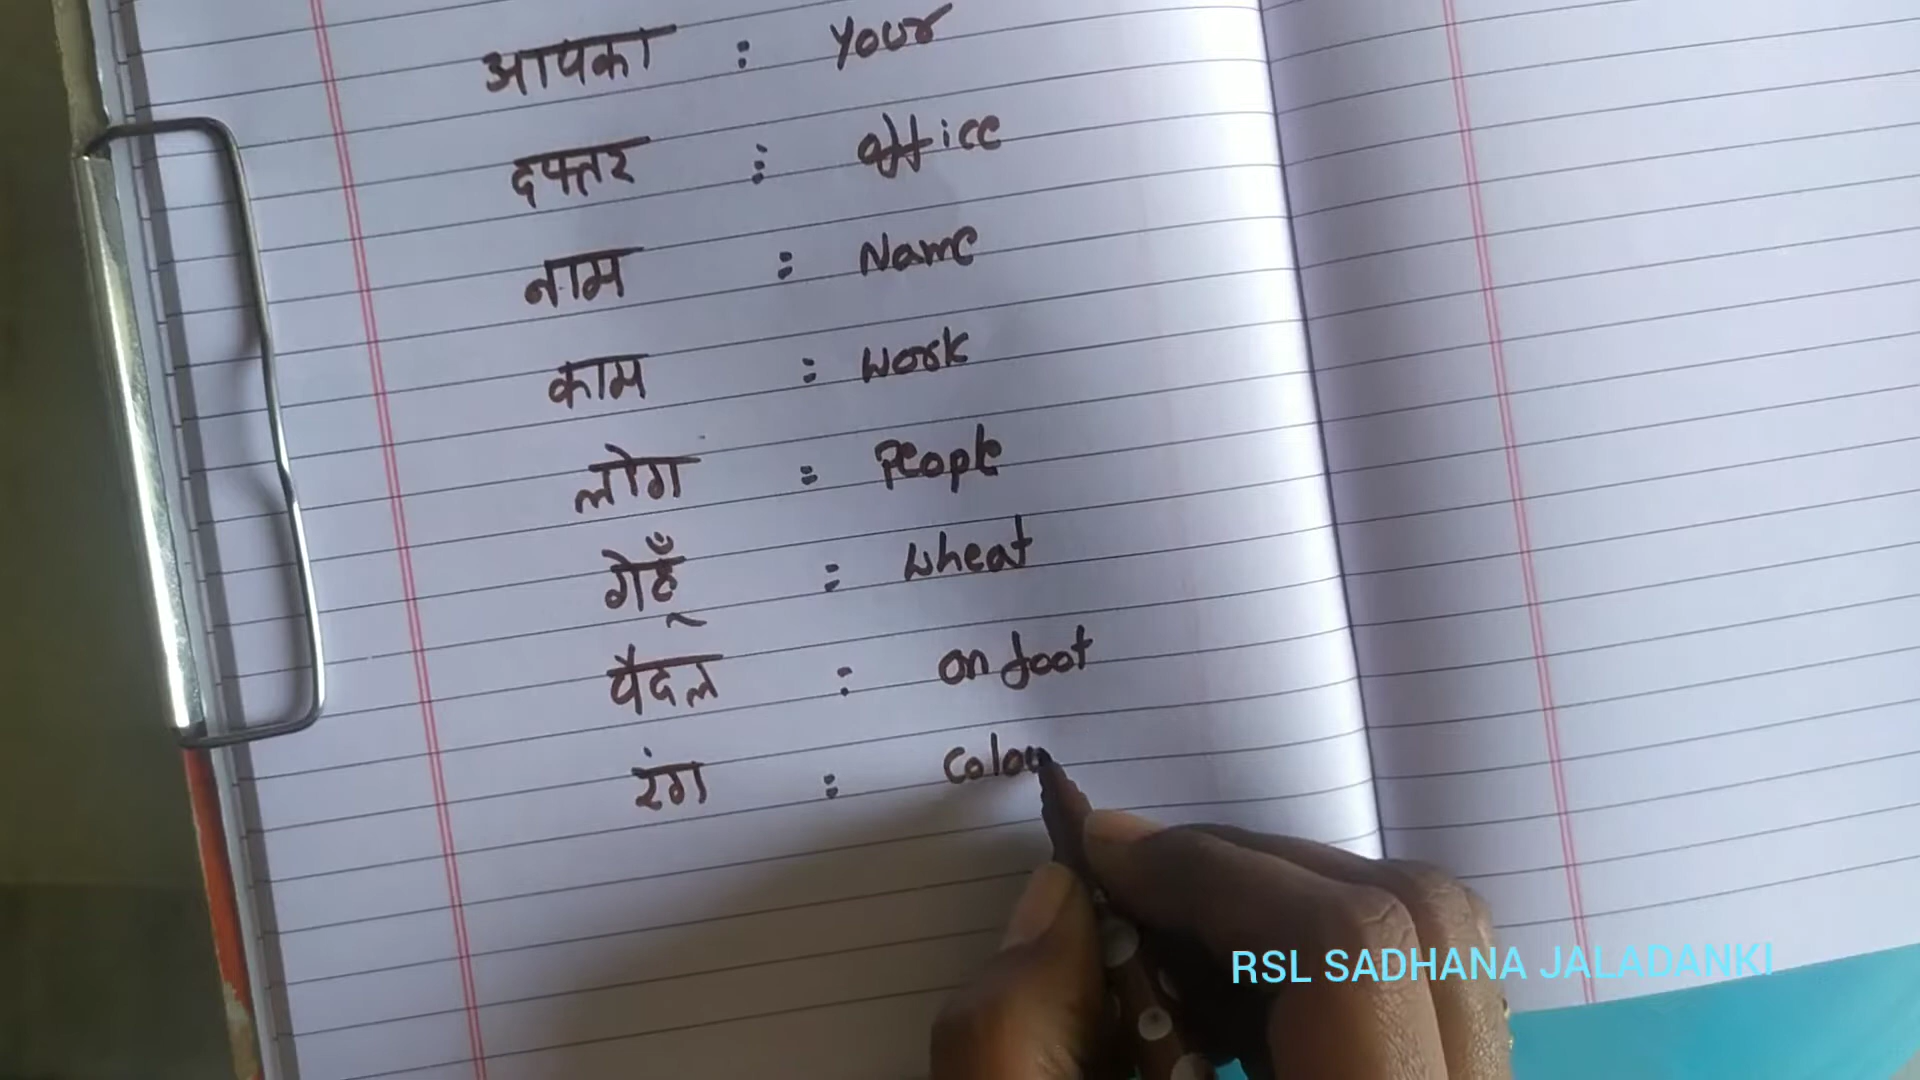 आपका : Your
दफ्तर : office
नाम : Name
काम : work
लोग : People
गेहूँ : wheat
पैदल : on foot
रंग : Colou
RSL SADHANA JALADANKI